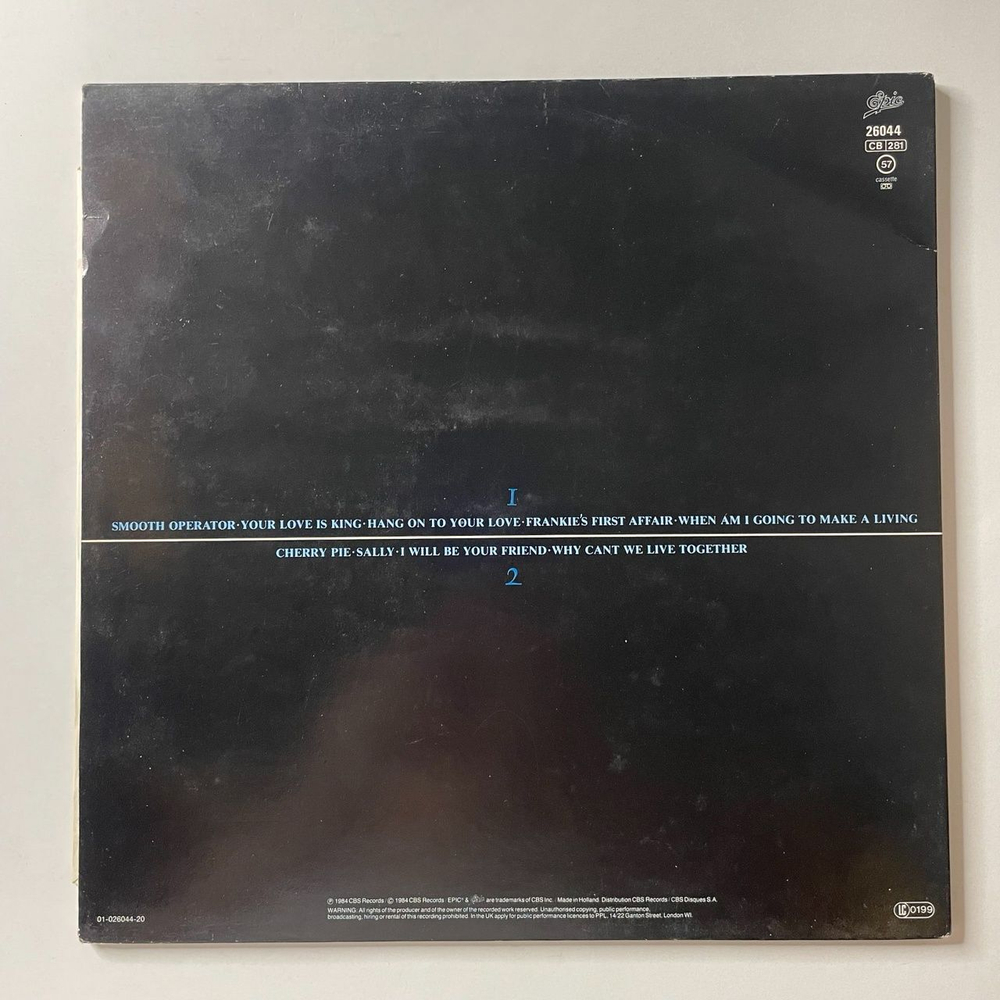 Epic
26044
CB 281
57
cassette
1
SMOOTH OPERATOR·YOUR LOVE IS KING·HANG ON TO YOUR LOVE·FRANKIE'S FIRST AFFAIR·WHEN AM I GOING TO MAKE A LIVING
CHERRY PIE·SALLY·I WILL BE YOUR FRIEND·WHY CANT WE LIVE TOGETHER
2
℗ 1984 CBS Records / © 1984 CBS Records / EPIC® & Epic are trademarks of CBS Inc. / Made in Holland. Distribution CBS Records / CBS Disques S.A.
WARNING: All rights of the producer and of the owner of the recorded work reserved. Unauthorised copying, public performance,
broadcasting, hiring or rental of this recording prohibited. In the UK apply for public performance licences to PPL, 14-22 Ganton Street, London WI.
01-026044-20
LC 0199